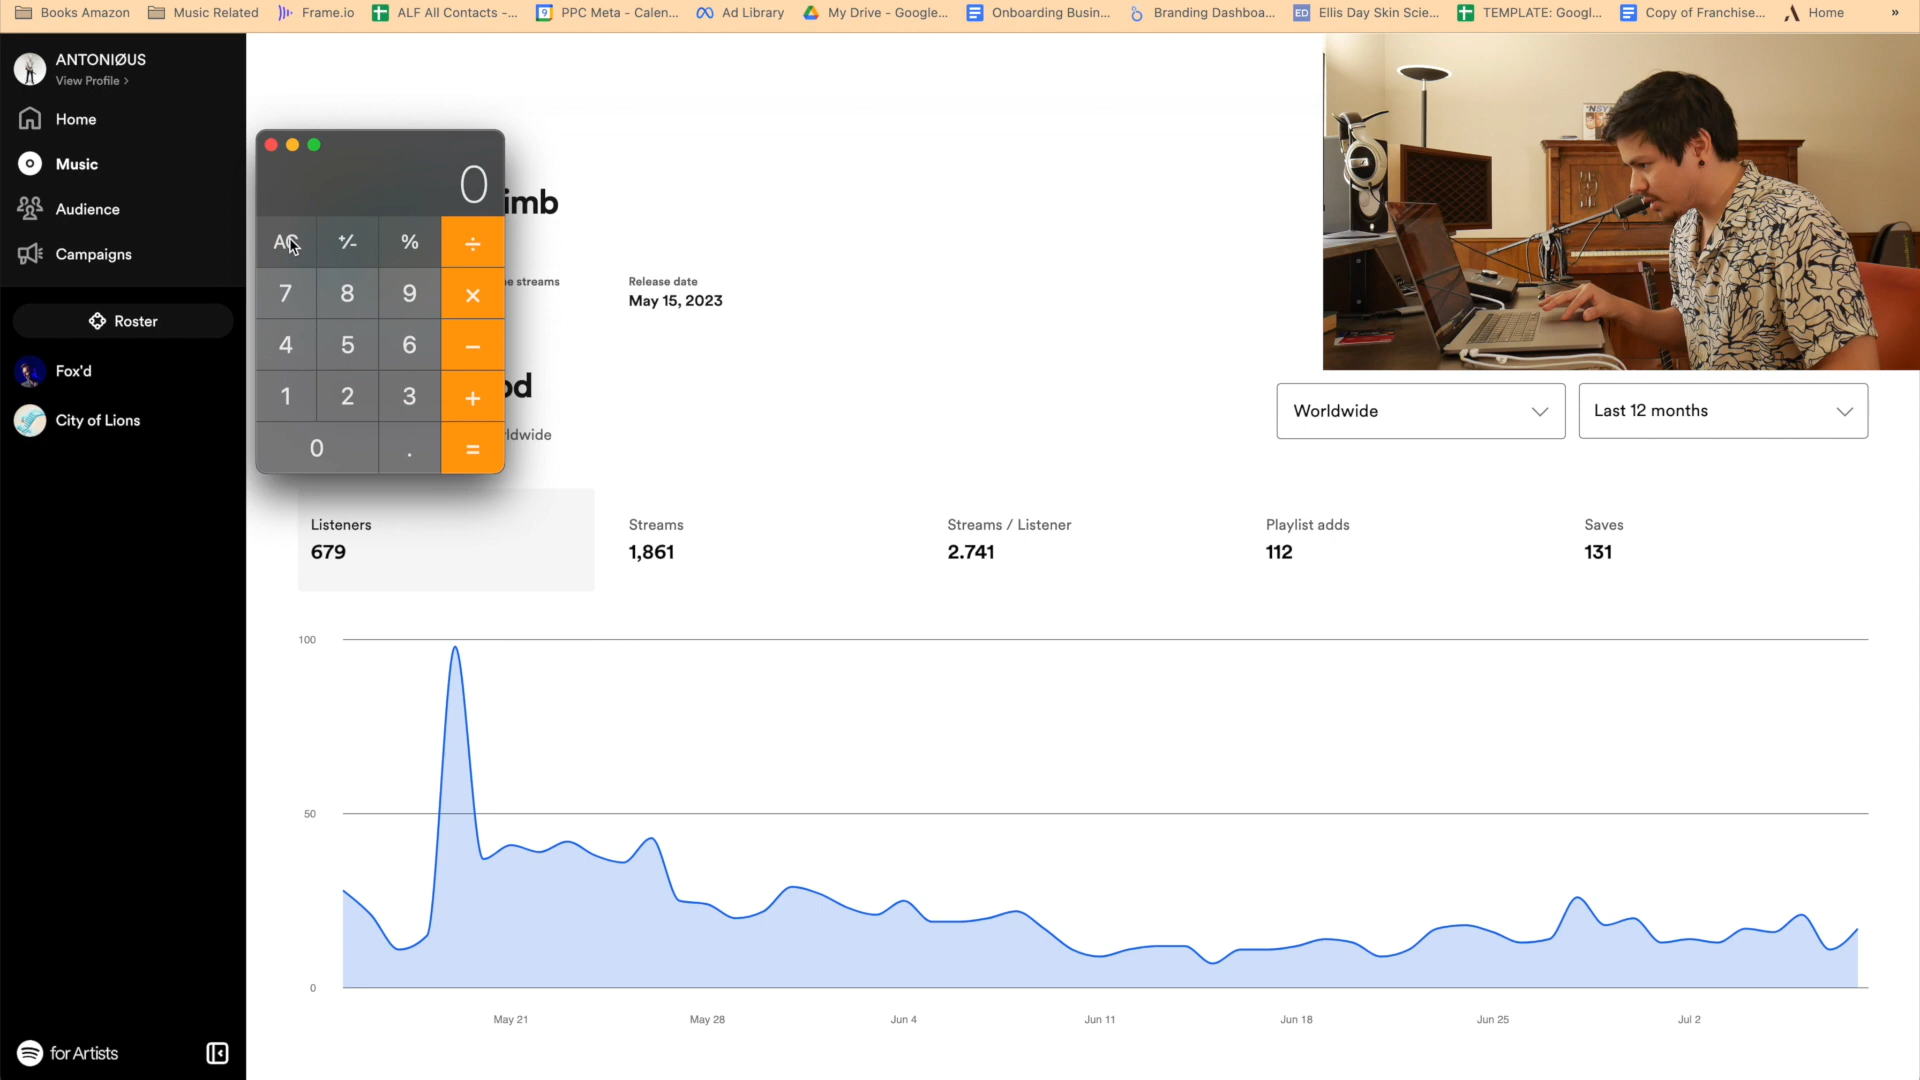 Books Amazon Music Related Frame.io ALF All Contacts -... 9 PPC Meta - Calen... Ad Library My Drive - Google... Onboarding Busin... Branding Dashboa... ED Ellis Day Skin Scie... TEMPLATE: Googl... Copy of Franchise... Home »
ANTONIØUS
View Profile >
Home
Music
Audience
Campaigns
Roster
Fox'd
City of Lions
for Artists
0
AC +/- % ÷
7 8 9 ×
4 5 6 −
1 2 3 +
0 . =
imb
e streams
Release date
May 15, 2023
'NSY
od
ldwide
Worldwide
Last 12 months
Listeners
679
Streams
1,861
Streams / Listener
2.741
Playlist adds
112
Saves
131
100
50
0
May 21 May 28 Jun 4 Jun 11 Jun 18 Jun 25 Jul 2